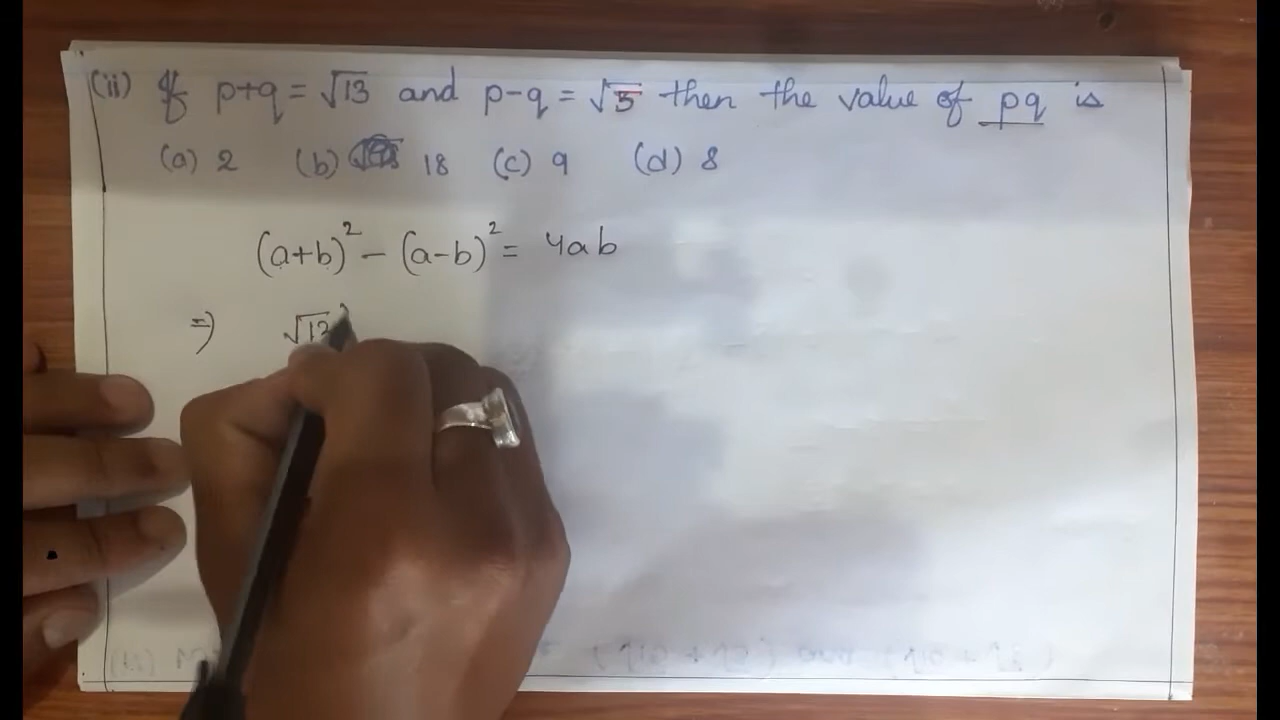 (ii) If p+q = √13 and p-q = √5 then the value of pq is
(a) 2 (b) 18 (c) 9 (d) 8
(a+b)² - (a-b)² = 4ab
⇒ √13